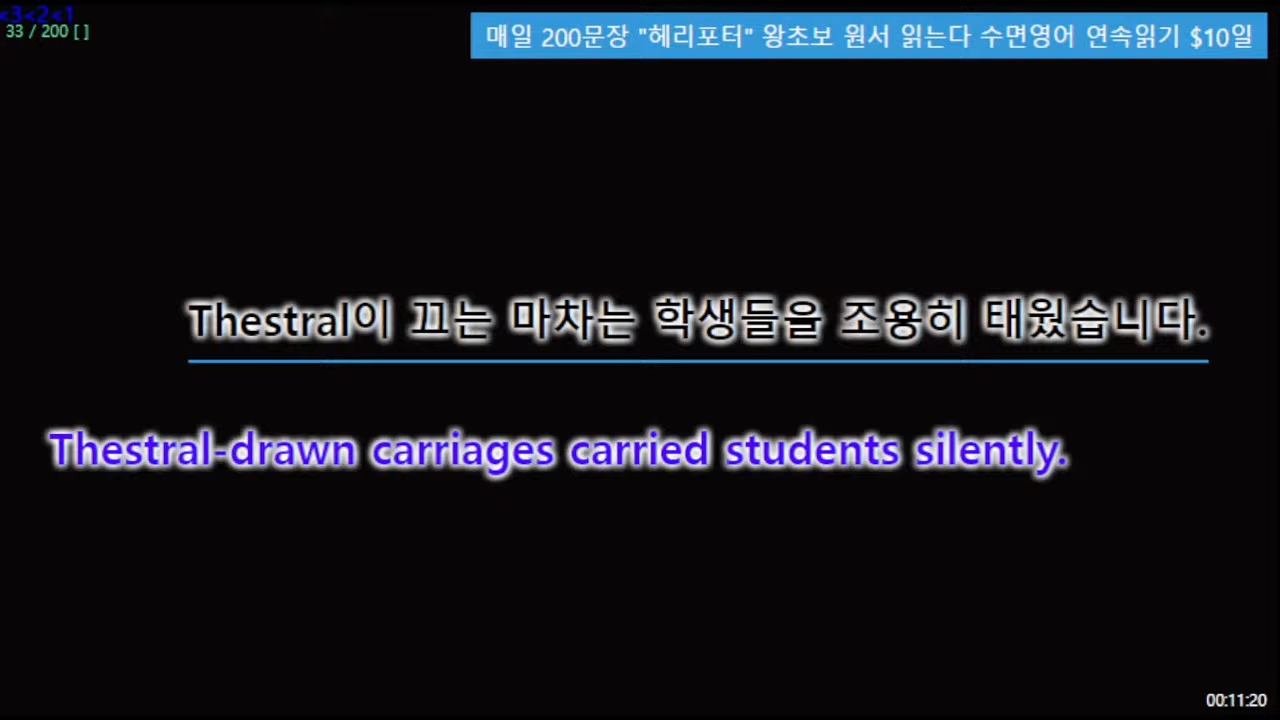 <3<2<1
33 / 200 [ ]
매일 200문장 "헤리포터" 왕초보 원서 읽는다 수면영어 연속읽기 $10일
Thestral이 끄는 마차는 학생들을 조용히 태웠습니다.
Thestral-drawn carriages carried students silently.
00:11:20